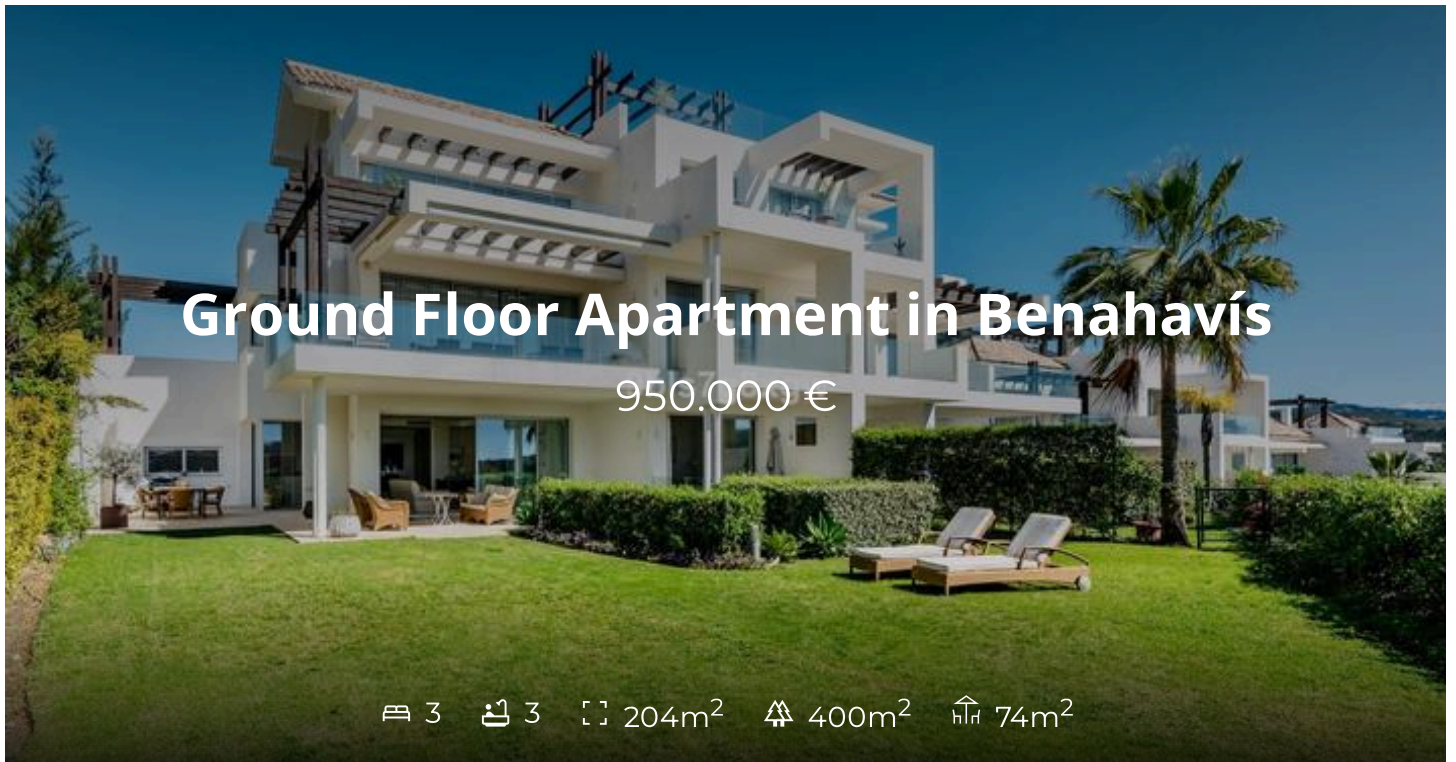 Ground Floor Apartment in Benahavís
950.000 €
3 3 204m² 400m² 74m²